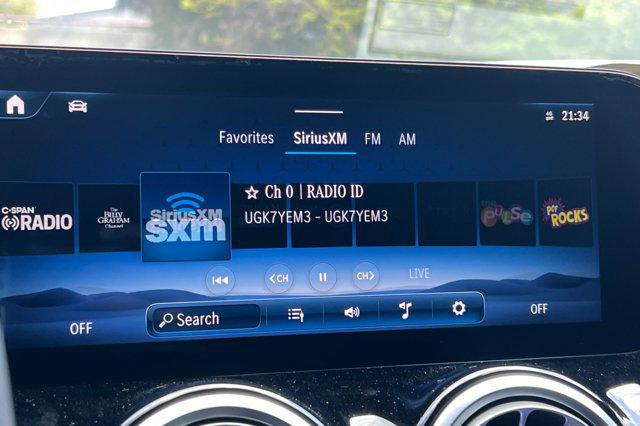 4G
21:34
Favorites SiriusXM FM AM
C-SPAN
RADIO
The
BILLY
GRAHAM
Channel
SiriusXM
sxm
☆ Ch 0 | RADIO ID
UGK7YEM3 - UGK7YEM3
the
PULSE
POP
ROCKS
<CH CH> LIVE
OFF Search OFF